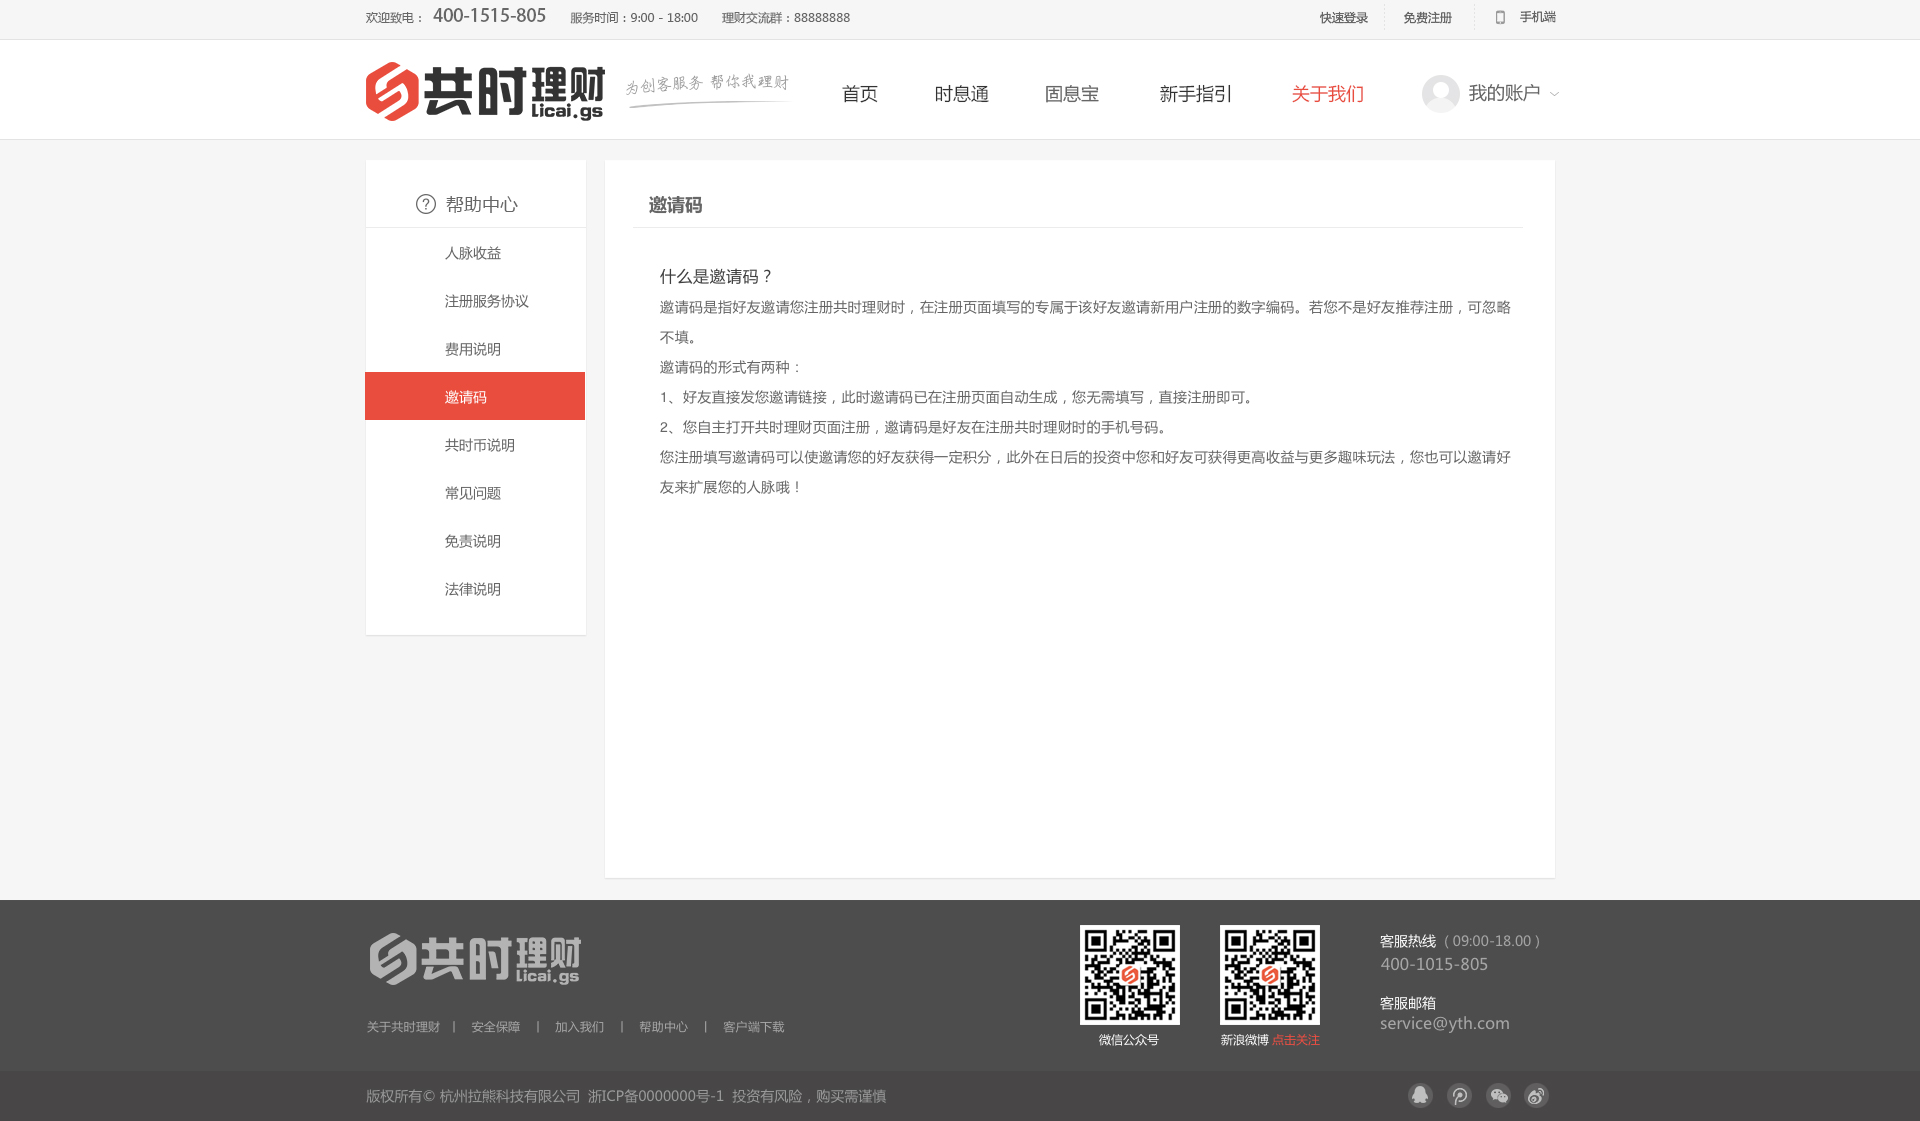 欢迎致电： 400-1515-805 服务时间：9:00 - 18:00 理财交流群：88888888 快速登录 免费注册 手机端
共时理财 Licai.gs 为创客服务 帮你我理财 首页 时息通 固息宝 新手指引 关于我们 我的账户
帮助中心
人脉收益
注册服务协议
费用说明
邀请码
共时币说明
常见问题
免责说明
法律说明
邀请码
什么是邀请码？
邀请码是指好友邀请您注册共时理财时，在注册页面填写的专属于该好友邀请新用户注册的数字编码。若您不是好友推荐注册，可忽略
不填。
邀请码的形式有两种：
1、好友直接发您邀请链接，此时邀请码已在注册页面自动生成，您无需填写，直接注册即可。
2、您自主打开共时理财页面注册，邀请码是好友在注册共时理财时的手机号码。
您注册填写邀请码可以使邀请您的好友获得一定积分，此外在日后的投资中您和好友可获得更高收益与更多趣味玩法，您也可以邀请好
友来扩展您的人脉哦！
共时理财 Licai.gs
关于共时理财 | 安全保障 | 加入我们 | 帮助中心 | 客户端下载
微信公众号
新浪微博 点击关注
客服热线（09:00-18.00）
400-1015-805
客服邮箱
service@yth.com
版权所有© 杭州拉熊科技有限公司 浙ICP备0000000号-1 投资有风险，购买需谨慎